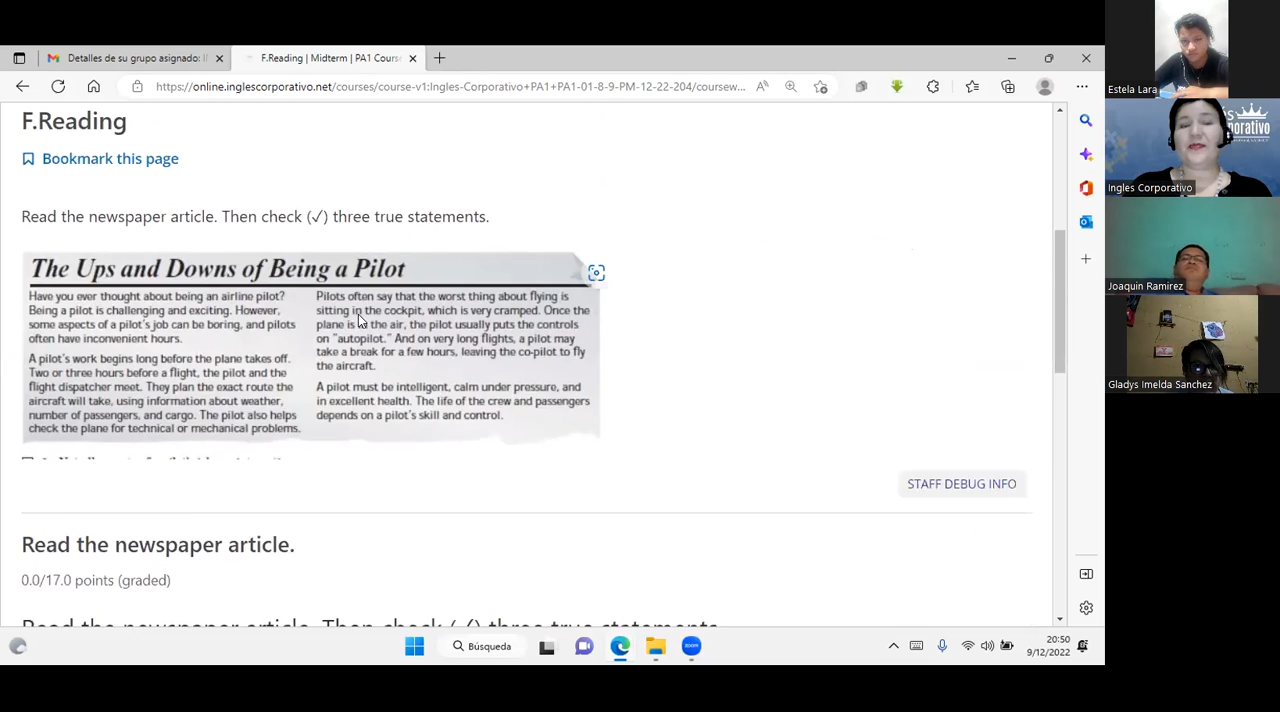 Detalles de su grupo asignado: I
F.Reading | Midterm | PA1 Cours
https://online.inglescorporativo.net/courses/course-v1:Ingles-Corporativo+PA1+PA1-01-8-9-PM-12-22-204/coursew...
F.Reading
Bookmark this page
Read the newspaper article. Then check (✓) three true statements.
The Ups and Downs of Being a Pilot
Have you ever thought about being an airline pilot?
Being a pilot is challenging and exciting. However,
some aspects of a pilot's job can be boring, and pilots
often have inconvenient hours.
A pilot's work begins long before the plane takes off.
Two or three hours before a flight, the pilot and the
flight dispatcher meet. They plan the exact route the
aircraft will take, using information about weather,
number of passengers, and cargo. The pilot also helps
check the plane for technical or mechanical problems.
Pilots often say that the worst thing about flying is
sitting in the cockpit, which is very cramped. Once the
plane is in the air, the pilot usually puts the controls
on "autopilot." And on very long flights, a pilot may
take a break for a few hours, leaving the co-pilot to fly
the aircraft.
A pilot must be intelligent, calm under pressure, and
in excellent health. The life of the crew and passengers
depends on a pilot's skill and control.
STAFF DEBUG INFO
Read the newspaper article.
0.0/17.0 points (graded)
Read the newspaper article. Then check (✓) three true statements.
Búsqueda
zoom
20:50
9/12/2022
Estela Lara
orporativo
Ingles Corporativo
Joaquin Ramirez
Gladys Imelda Sanchez